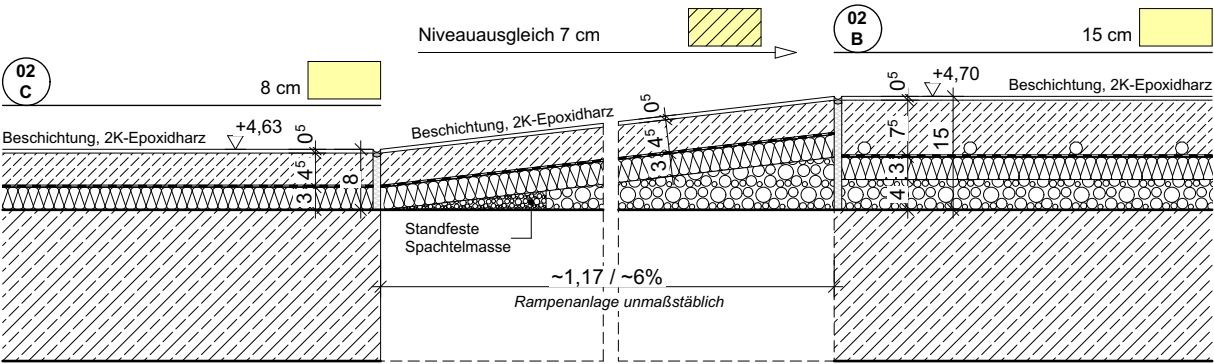 02
C
8 cm
Niveauausgleich 7 cm
02
B
15 cm
Beschichtung, 2K-Epoxidharz
+4,63
0⁵
4⁵
3
8
Beschichtung, 2K-Epoxidharz
0⁵
4⁵
3
+4,70
0⁵
Beschichtung, 2K-Epoxidharz
7⁵
3
4
15
Standfeste
Spachtelmasse
~1,17 / ~6%
Rampenanlage unmaßstäblich